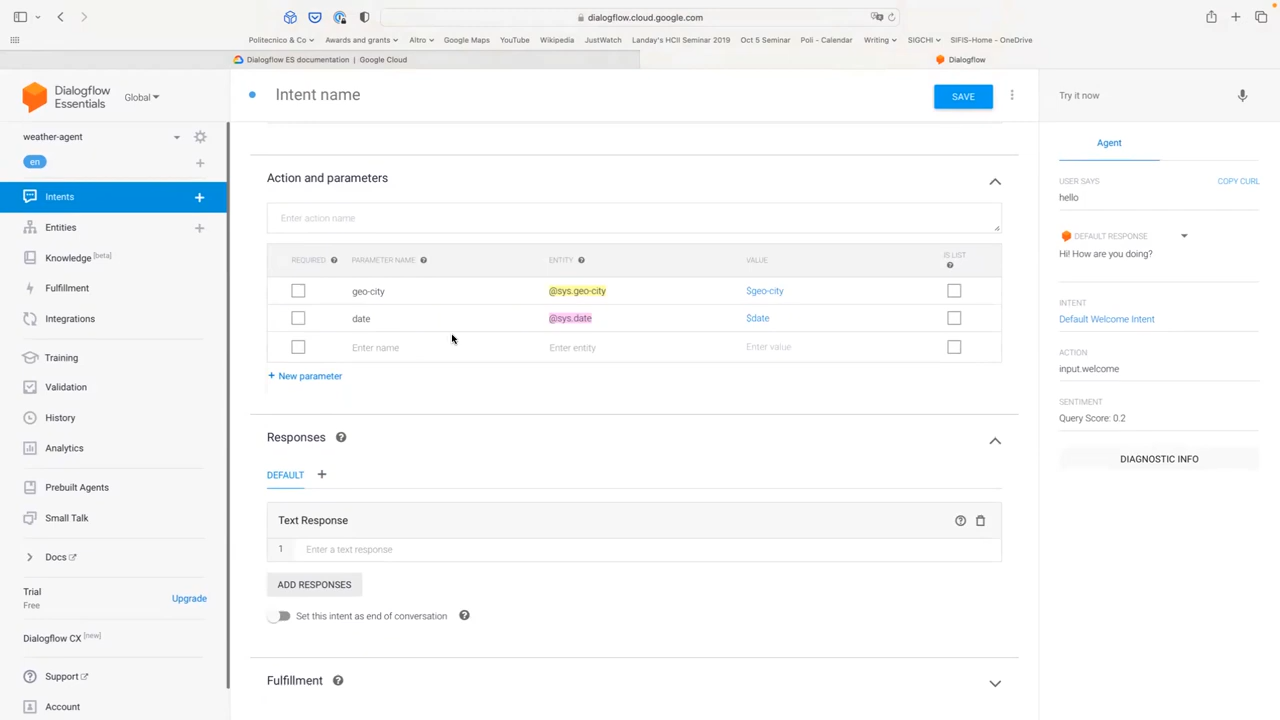 dialogflow.cloud.google.com
Politecnico & Co
Awards and grants
Altro
Google Maps
YouTube
Wikipedia
JustWatch
Landay's HCII Seminar 2019
Oct 5 Seminar
Poli - Calendar
Writing
SIGCHI
SIFIS-Home - OneDrive
Dialogflow ES documentation | Google Cloud
Dialogflow
Dialogflow
Essentials
Global
Intent name
SAVE
Try it now
weather-agent
en
Intents
Entities
Knowledge [beta]
Fulfillment
Integrations
Training
Validation
History
Analytics
Prebuilt Agents
Small Talk
Docs
Trial
Free
Upgrade
Dialogflow CX [new]
Support
Account
Action and parameters
Enter action name
REQUIRED
PARAMETER NAME
ENTITY
VALUE
IS LIST
geo-city
@sys.geo-city
$geo-city
date
@sys.date
$date
Enter name
Enter entity
Enter value
+ New parameter
Responses
DEFAULT
+
Text Response
1 Enter a text response
ADD RESPONSES
Set this intent as end of conversation
Fulfillment
Agent
USER SAYS
COPY CURL
hello
DEFAULT RESPONSE
Hi! How are you doing?
INTENT
Default Welcome Intent
ACTION
input.welcome
SENTIMENT
Query Score: 0.2
DIAGNOSTIC INFO